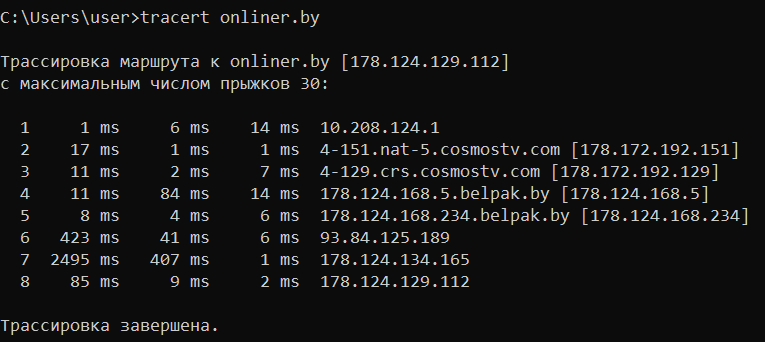 C:\Users\user>tracert onliner.by
Трассировка маршрута к onliner.by [178.124.129.112]
с максимальным числом прыжков 30:
1 1 ms 6 ms 14 ms 10.208.124.1
2 17 ms 1 ms 1 ms 4-151.nat-5.cosmostv.com [178.172.192.151]
3 11 ms 2 ms 7 ms 4-129.crs.cosmostv.com [178.172.192.129]
4 11 ms 84 ms 14 ms 178.124.168.5.belpak.by [178.124.168.5]
5 8 ms 4 ms 6 ms 178.124.168.234.belpak.by [178.124.168.234]
6 423 ms 41 ms 6 ms 93.84.125.189
7 2495 ms 407 ms 1 ms 178.124.134.165
8 85 ms 9 ms 2 ms 178.124.129.112
Трассировка завершена.